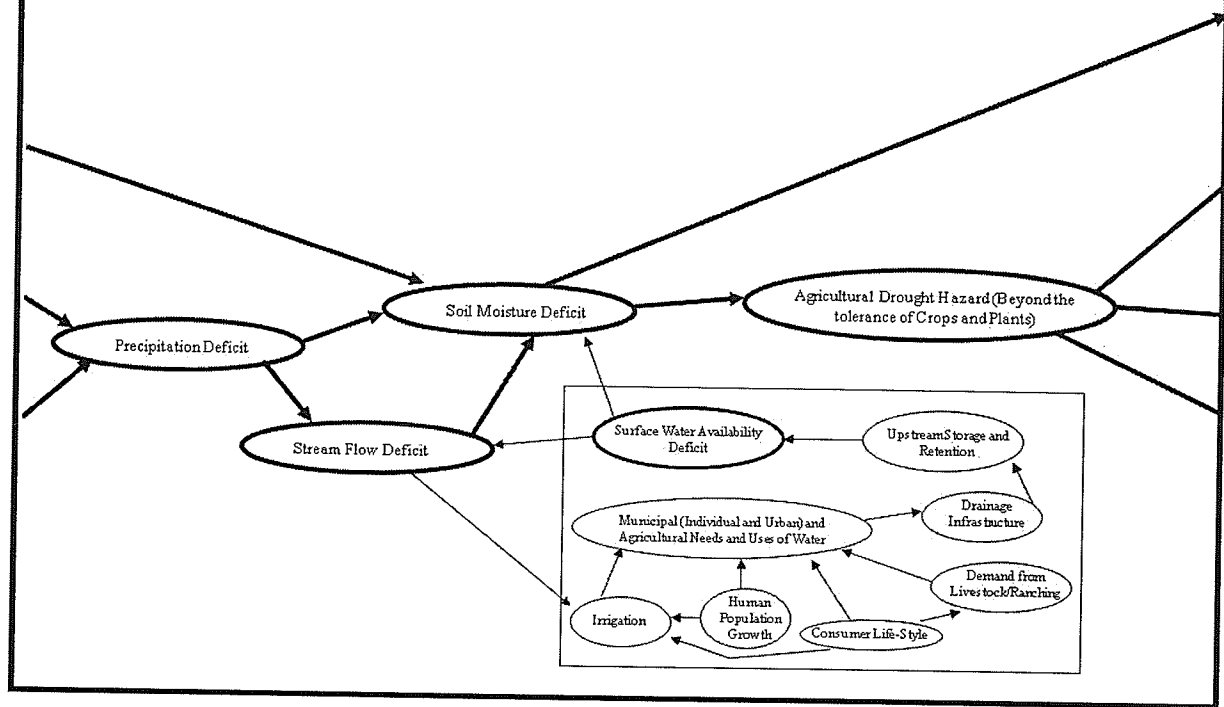 Soil Moisture Deficit
Agricultural Drought Hazard (Beyond the
tolerance of Crops and Plants)
Precipitation Deficit
Stream Flow Deficit
Surface Water Availability
Deficit
Upstream Storage and
Retention
Municipal (Individual and Urban) and
Agricultural Needs and Uses of Water
Drainage
Infrastructure
Demand from
Livestock/Ranching
Irrigation
Human
Population
Growth
Consumer Life-Style